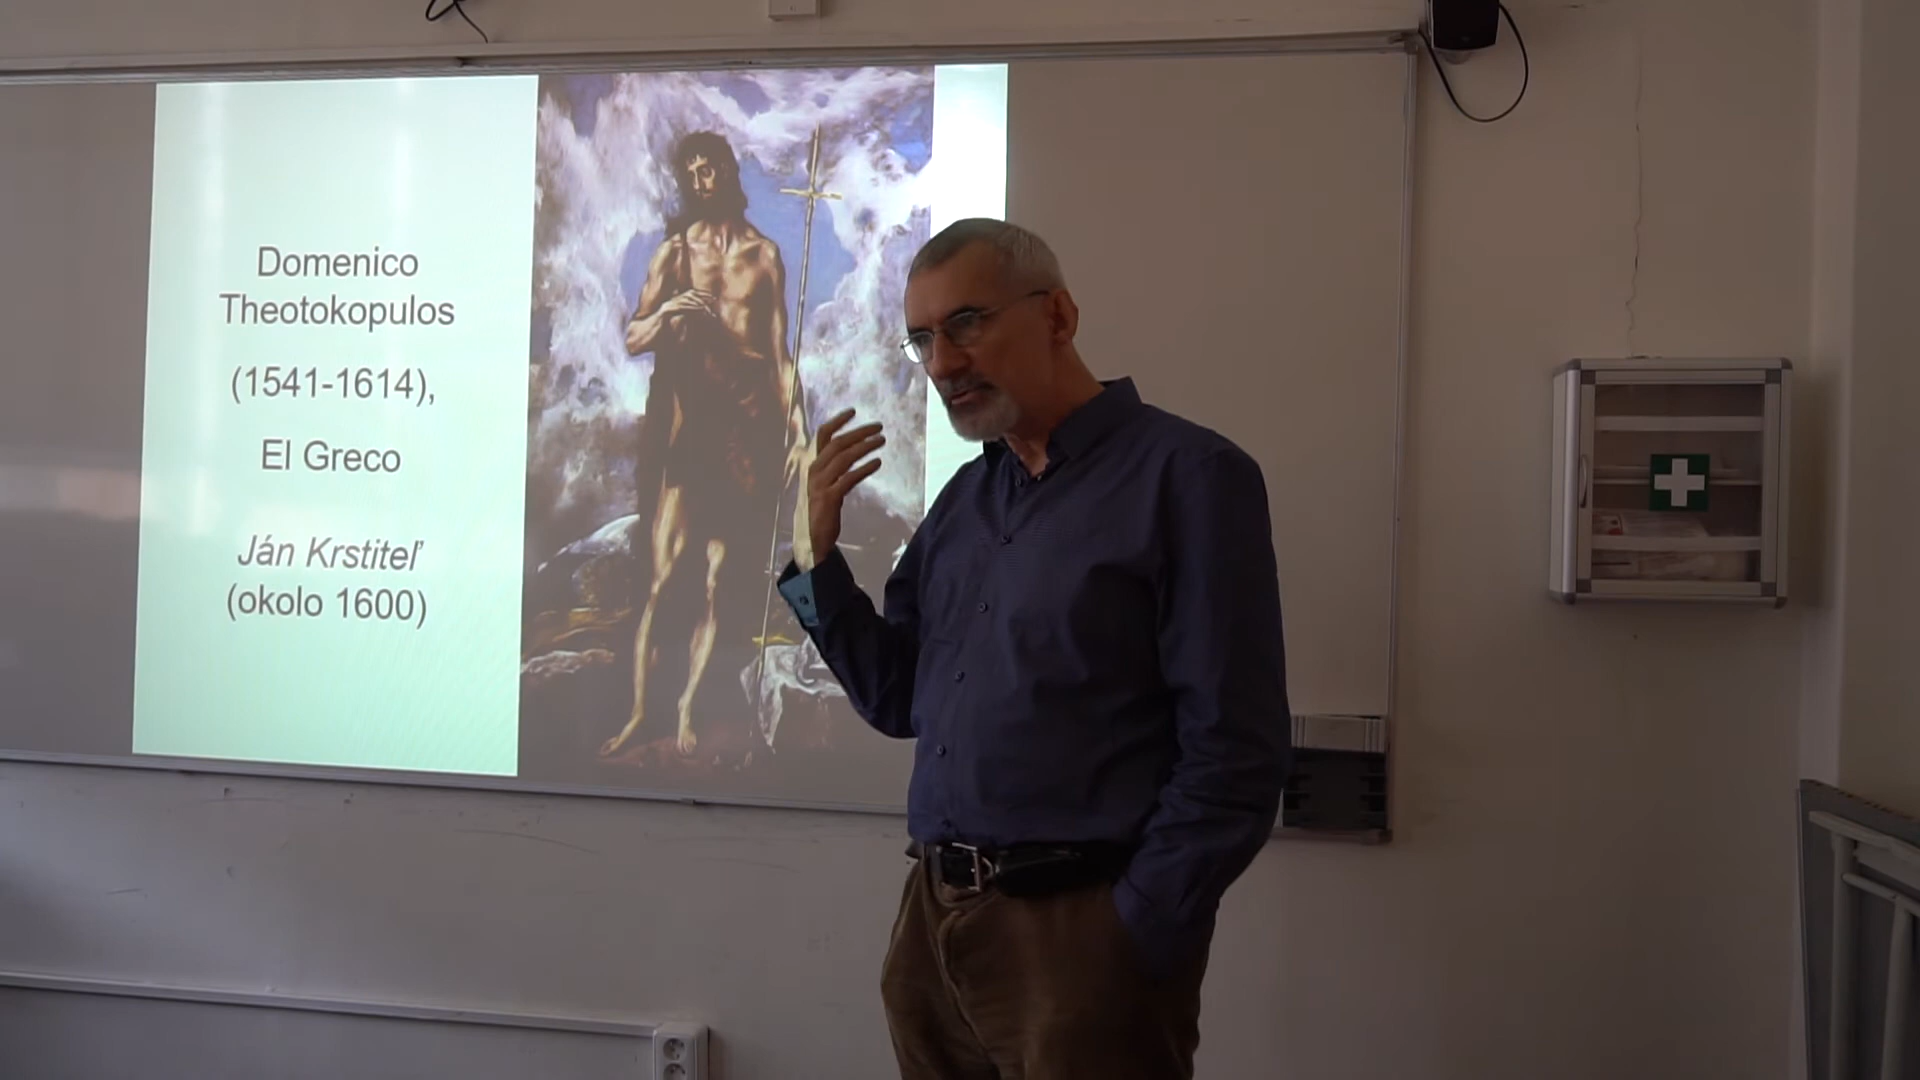 Domenico
Theotokopulos
(1541-1614),
El Greco
Ján Krstiteľ
(okolo 1600)